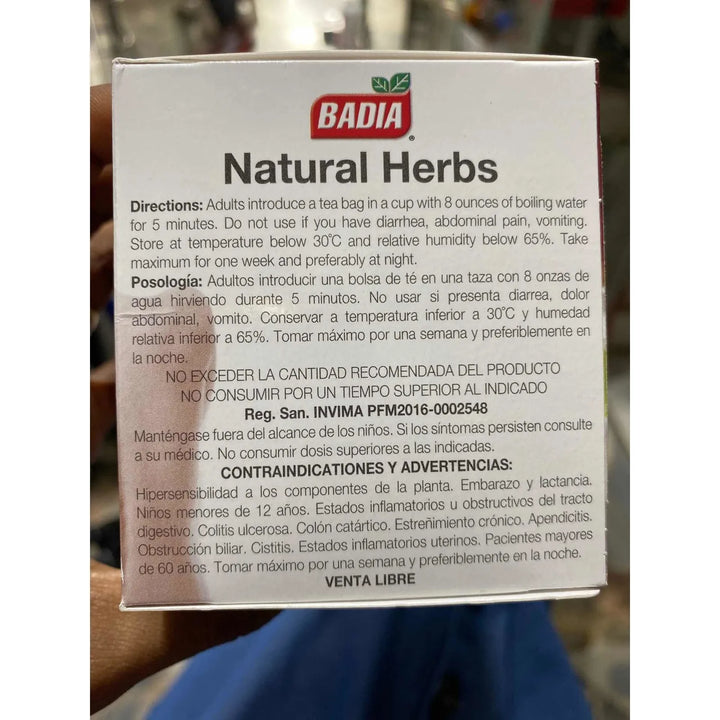 BADIA
®
Natural Herbs
Directions: Adults introduce a tea bag in a cup with 8 ounces of boiling water
for 5 minutes. Do not use if you have diarrhea, abdominal pain, vomiting.
Store at temperature below 30°C and relative humidity below 65%. Take
maximum for one week and preferably at night.
Posología: Adultos introducir una bolsa de té en una taza con 8 onzas de
agua hirviendo durante 5 minutos. No usar si presenta diarrea, dolor
abdominal, vomito. Conservar a temperatura inferior a 30°C y humedad
relativa inferior a 65%. Tomar máximo por una semana y preferiblemente en
la noche.
NO EXCEDER LA CANTIDAD RECOMENDADA DEL PRODUCTO
NO CONSUMIR POR UN TIEMPO SUPERIOR AL INDICADO
Reg. San. INVIMA PFM2016-0002548
Manténgase fuera del alcance de los niños. Si los síntomas persisten consulte
a su médico. No consumir dosis superiores a las indicadas.
CONTRAINDICATIONES Y ADVERTENCIAS:
Hipersensibilidad a los componentes de la planta. Embarazo y lactancia.
Niños menores de 12 años. Estados inflamatorios u obstructivos del tracto
digestivo. Colitis ulcerosa. Colón catártico. Estreñimiento crónico. Apendicitis.
Obstrucción biliar. Cistitis. Estados inflamatorios uterinos. Pacientes mayores
de 60 años. Tomar máximo por una semana y preferiblemente en la noche.
VENTA LIBRE